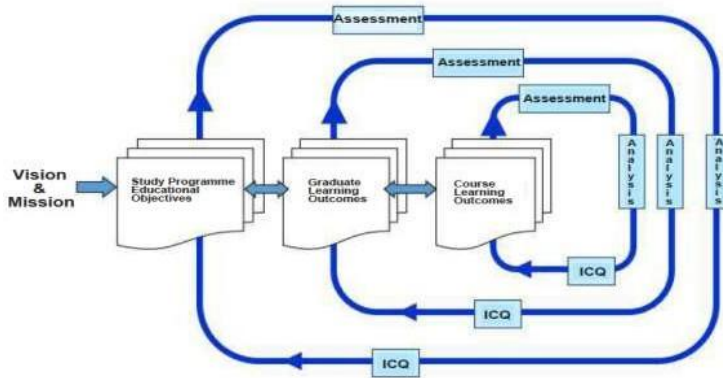 Assessment
Assessment
Assessment
Vision
&
Mission
Study Programme
Educational
Objectives
Graduate
Learning
Outcomes
Course
Learning
Outcomes
Analysis
Analysis
Analysis
ICQ
ICQ
ICQ